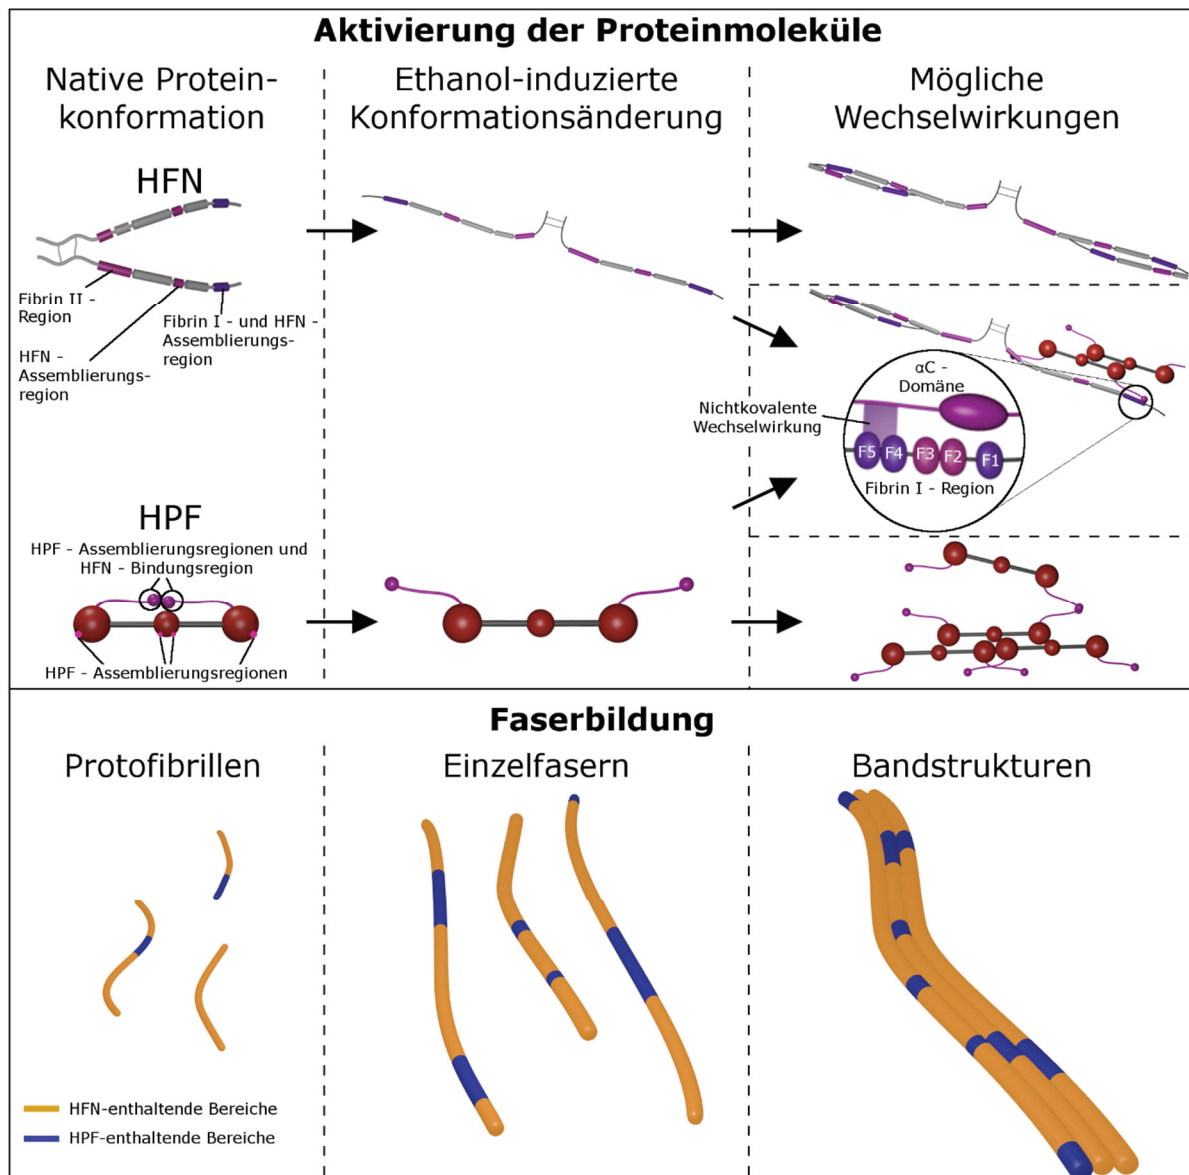 Aktivierung der Proteinmoleküle
Native Protein-
konformation
Ethanol-induzierte
Konformationsänderung
Mögliche
Wechselwirkungen
HFN
Fibrin II -
Region
HFN -
Assemblierungs-
region
Fibrin I - und HFN -
Assemblierungs-
region
αC -
Domäne
Nichtkovalente
Wechselwirkung
F5 F4 F3 F2 F1
Fibrin I - Region
HPF
HPF - Assemblierungsregionen und
HFN - Bindungsregion
HPF - Assemblierungsregionen
Faserbildung
Protofibrillen
Einzelfasern
Bandstrukturen
HFN-enthaltende Bereiche
HPF-enthaltende Bereiche